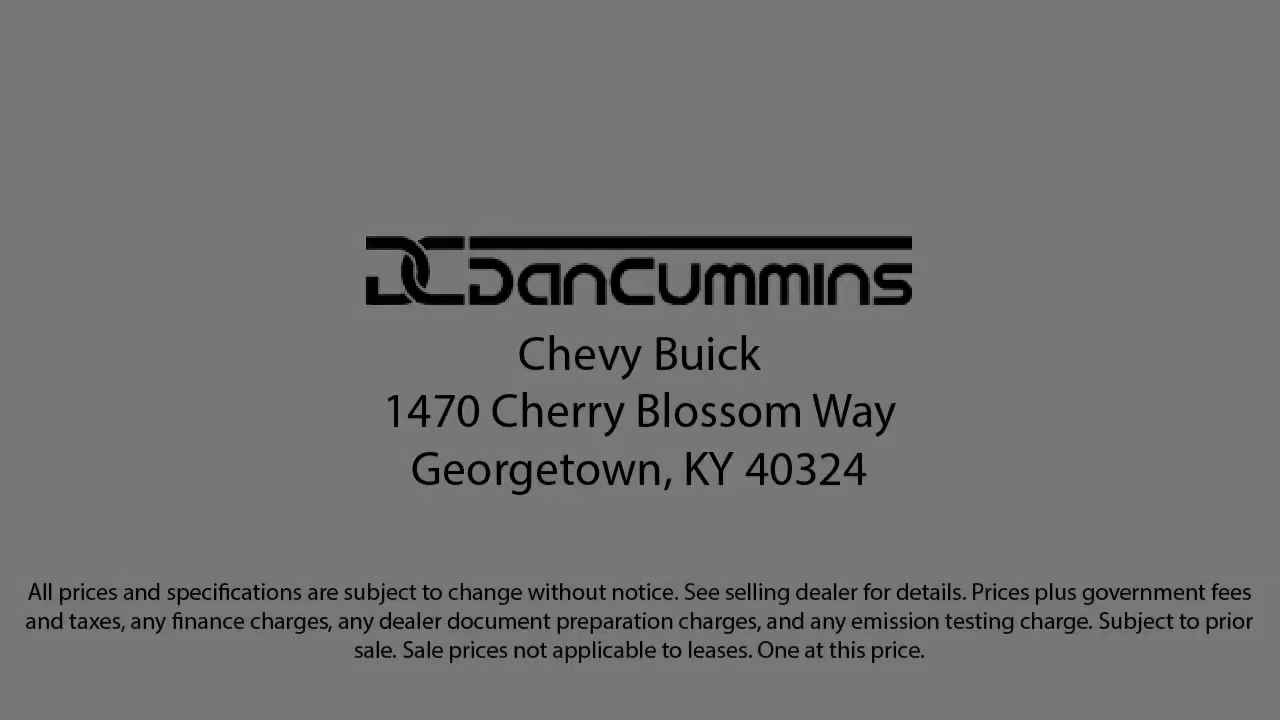 DC DanCummins
Chevy Buick
1470 Cherry Blossom Way
Georgetown, KY 40324
All prices and specifications are subject to change without notice. See selling dealer for details. Prices plus government fees
and taxes, any finance charges, any dealer document preparation charges, and any emission testing charge. Subject to prior
sale. Sale prices not applicable to leases. One at this price.